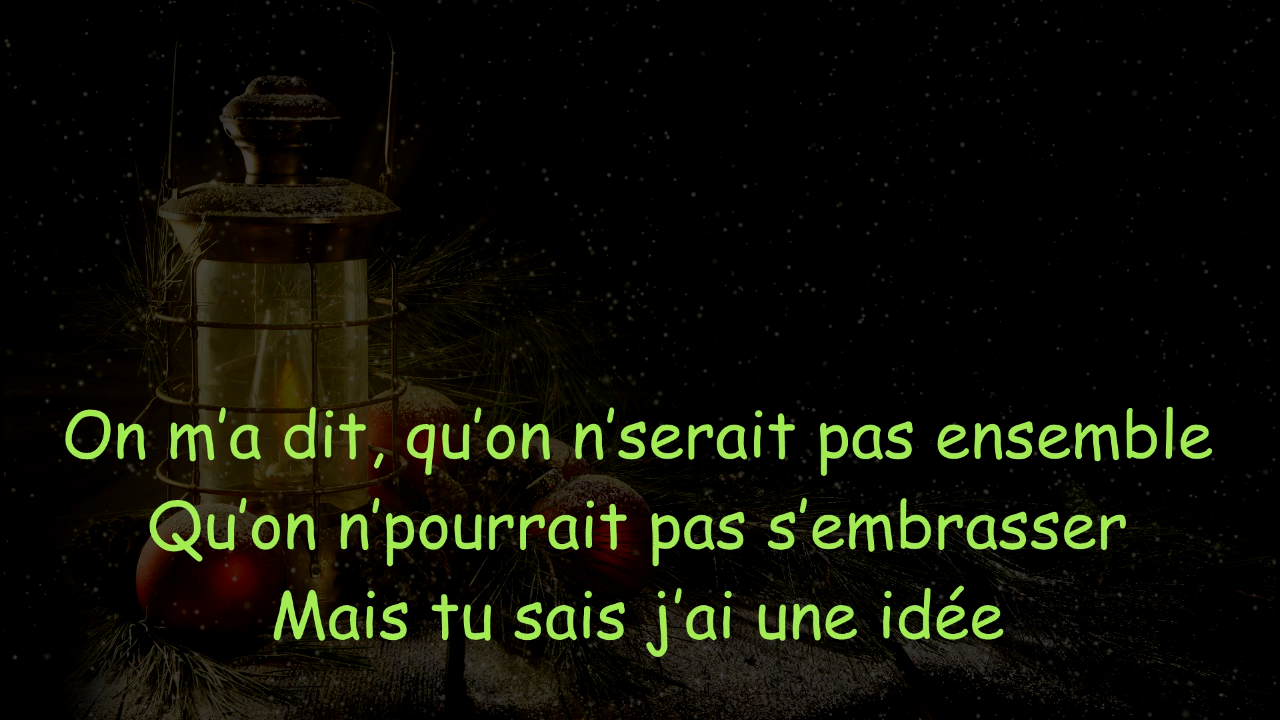 On m'a dit, qu'on n'serait pas ensemble
Qu'on n'pourrait pas s'embrasser
Mais tu sais j'ai une idée